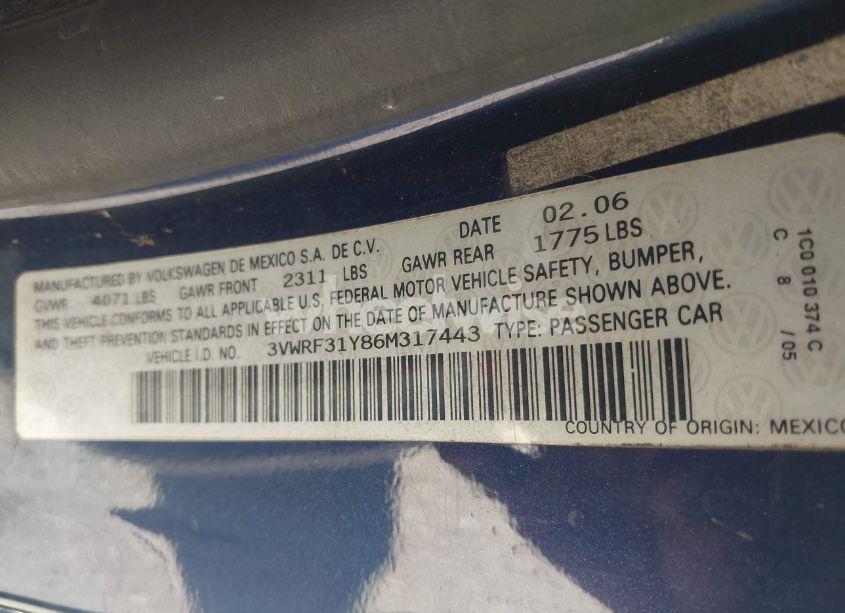 MANUFACTURED BY VOLKSWAGEN DE MEXICO S.A. DE C.V. DATE 02.06
GVWR 4071 LBS GAWR FRONT 2311 LBS GAWR REAR 1775 LBS
THIS VEHICLE CONFORMS TO ALL APPLICABLE U.S. FEDERAL MOTOR VEHICLE SAFETY, BUMPER,
AND THEFT PREVENTION STANDARDS IN EFFECT ON THE DATE OF MANUFACTURE SHOWN ABOVE.
VEHICLE I.D. NO. 3VWRF31Y86M317443 TYPE: PASSENGER CAR
COUNTRY OF ORIGIN: MEXICO
1C0 010 374 C
C 8 /05